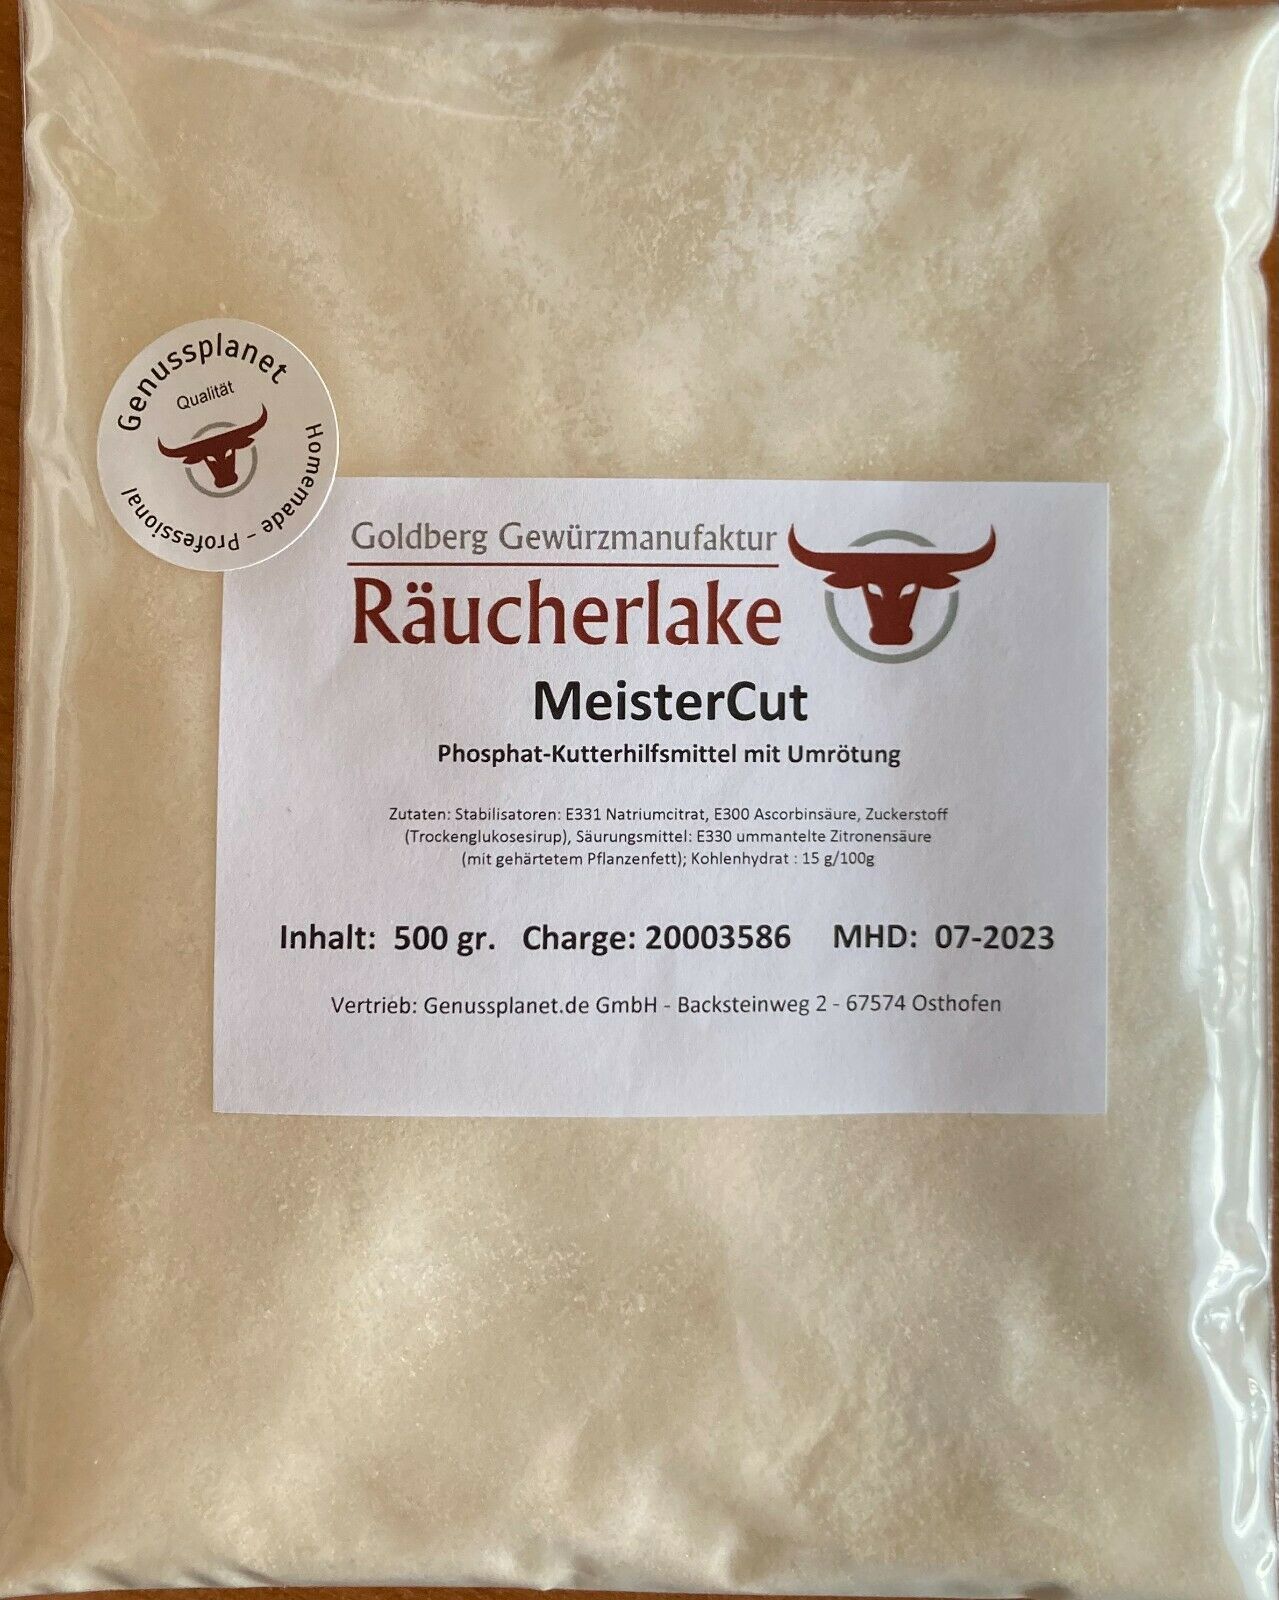 Genussplanet
Qualität
Homemade - Professional
Goldberg Gewürzmanufaktur
Räucherlake
MeisterCut
Phosphat-Kutterhilfsmittel mit Umrötung
Zutaten: Stabilisatoren: E331 Natriumcitrat, E300 Ascorbinsäure, Zuckerstoff
(Trockenglukosesirup), Säurungsmittel: E330 ummantelte Zitronensäure
(mit gehärtetem Pflanzenfett); Kohlenhydrat : 15 g/100g
Inhalt: 500 gr. Charge: 20003586 MHD: 07-2023
Vertrieb: Genussplanet.de GmbH - Backsteinweg 2 - 67574 Osthofen